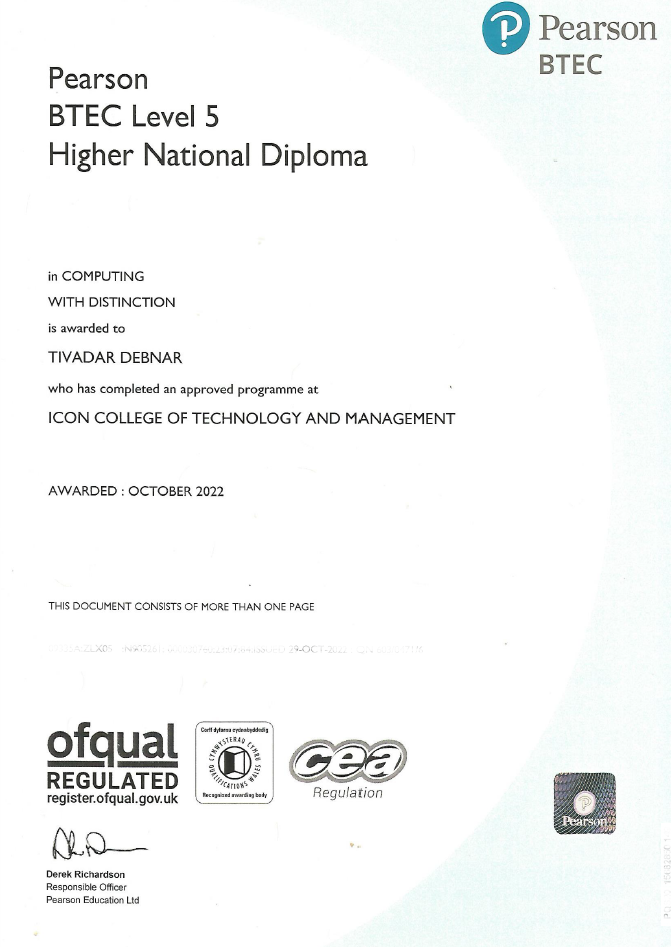 Pearson
BTEC
Pearson
BTEC Level 5
Higher National Diploma
in COMPUTING
WITH DISTINCTION
is awarded to
TIVADAR DEBNAR
who has completed an approved programme at
ICON COLLEGE OF TECHNOLOGY AND MANAGEMENT
AWARDED : OCTOBER 2022
THIS DOCUMENT CONSISTS OF MORE THAN ONE PAGE
29-OCT-2022
ofqual
REGULATED
register.ofqual.gov.uk
Corff dyfarnu cydnabyddedig
CYMWYSTERAU CYMRU
QUALIFICATIONS WALES
Recognised awarding body
cea
Regulation
Pearson
Derek Richardson
Responsible Officer
Pearson Education Ltd